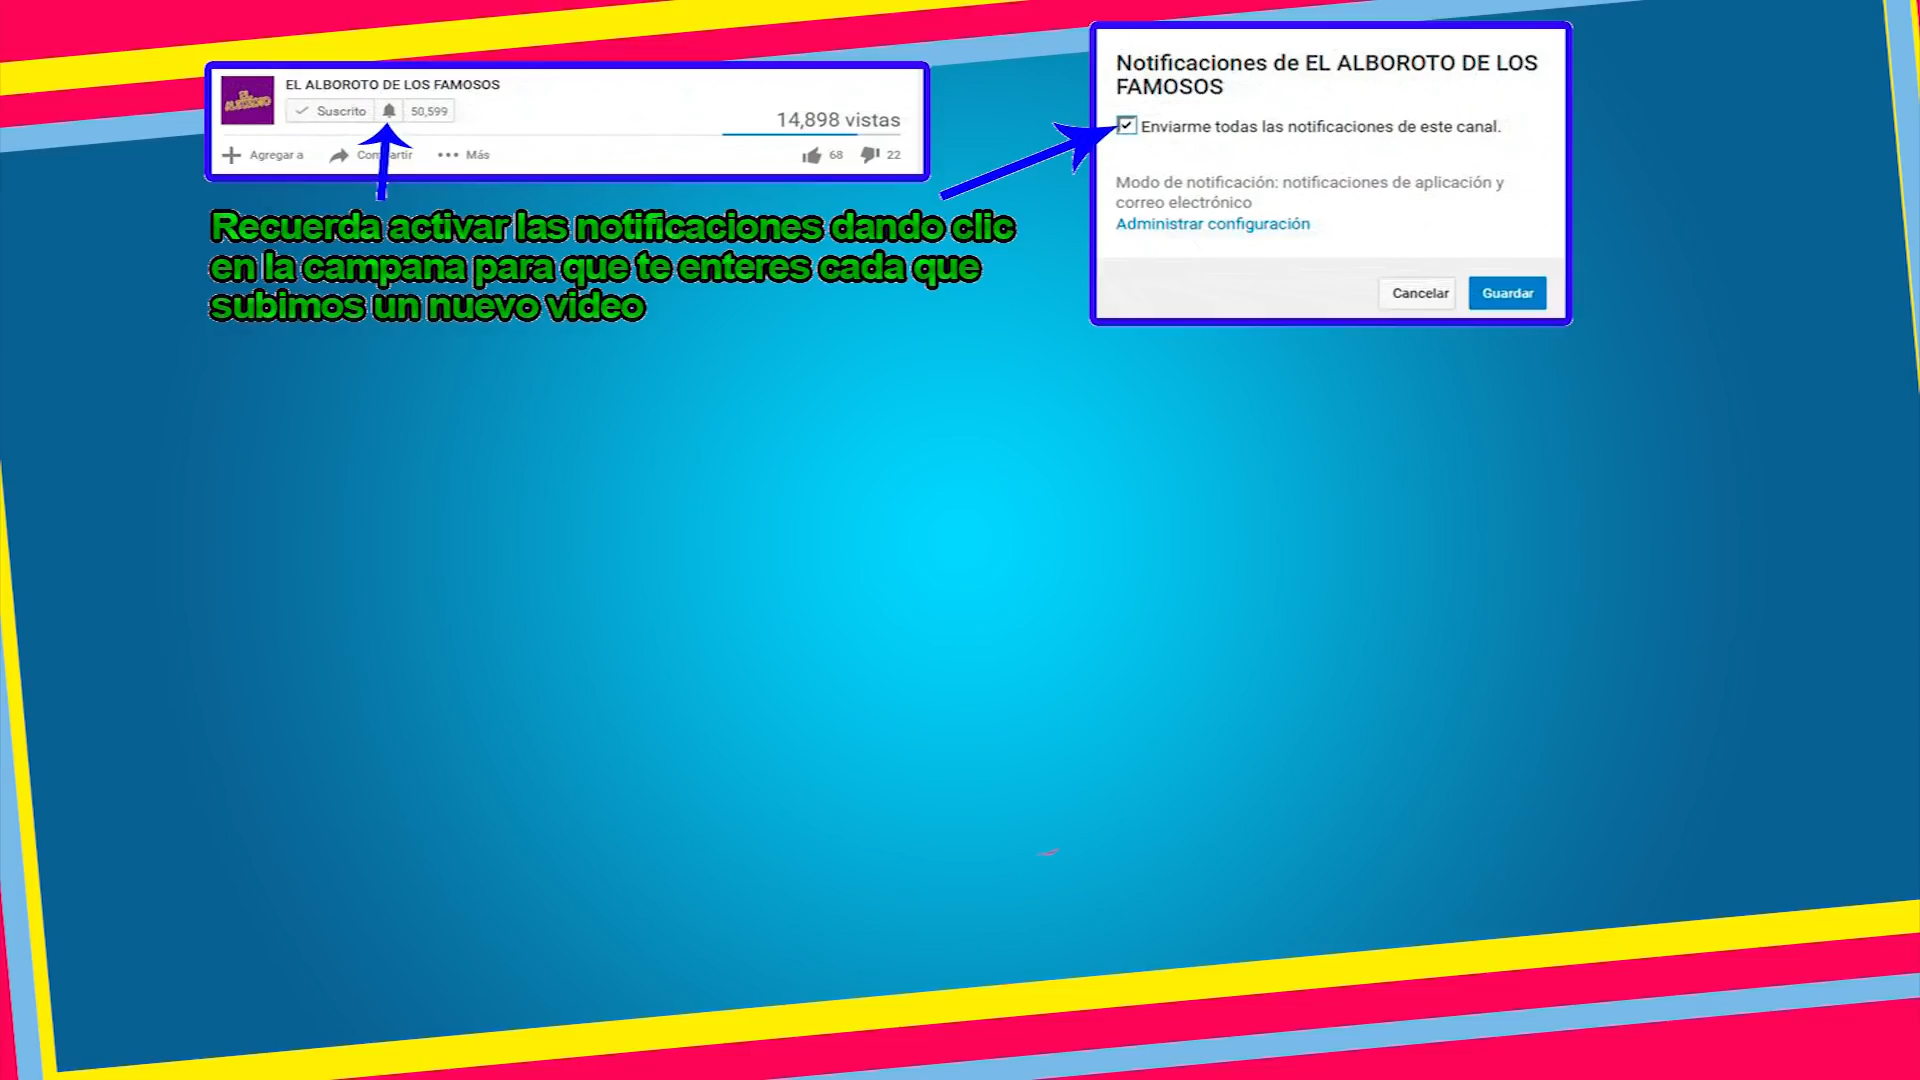 EL ALBOROTO DE LOS FAMOSOS
EL
ALBOROTO
Suscrito 50,599
14,898 vistas
Agregar a Compartir Más 68 22
Recuerda activar las notificaciones dando clic
en la campana para que te enteres cada que
subimos un nuevo video
Notificaciones de EL ALBOROTO DE LOS
FAMOSOS
Enviarme todas las notificaciones de este canal.
Modo de notificación: notificaciones de aplicación y
correo electrónico
Administrar configuración
Cancelar Guardar